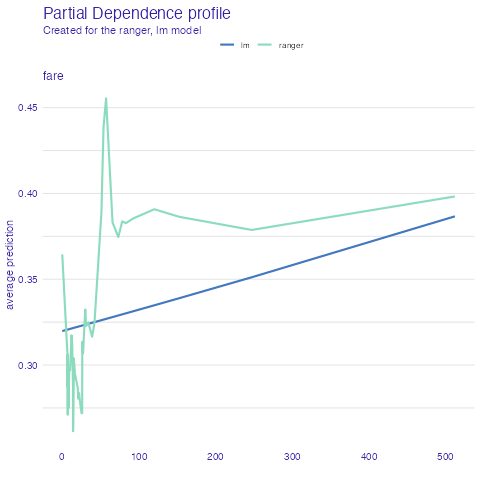 Partial Dependence profile
Created for the ranger, lm model
lm ranger
fare
average prediction
0.45
0.40
0.35
0.30
0 100 200 300 400 500